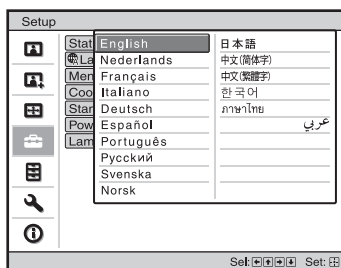 Setup
Stat
La
Men
Coo
Star
Pow
Lam
English
Nederlands
Français
Italiano
Deutsch
Español
Português
Русский
Svenska
Norsk
日本語
中文(简体字)
中文(繁體字)
한국어
ภาษาไทย
عربي
Sel: Set: